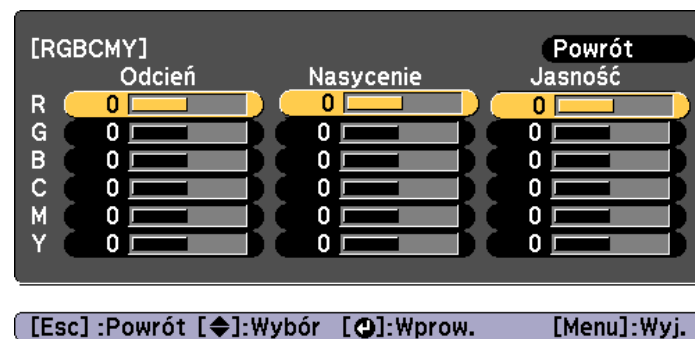 [RGBCMY] Powrót
Odcień Nasycenie Jasność
R 0 0 0
G 0 0 0
B 0 0 0
C 0 0 0
M 0 0 0
Y 0 0 0
[Esc] :Powrót [◆]:Wybór [↵]:Wprow. [Menu]:Wyj.